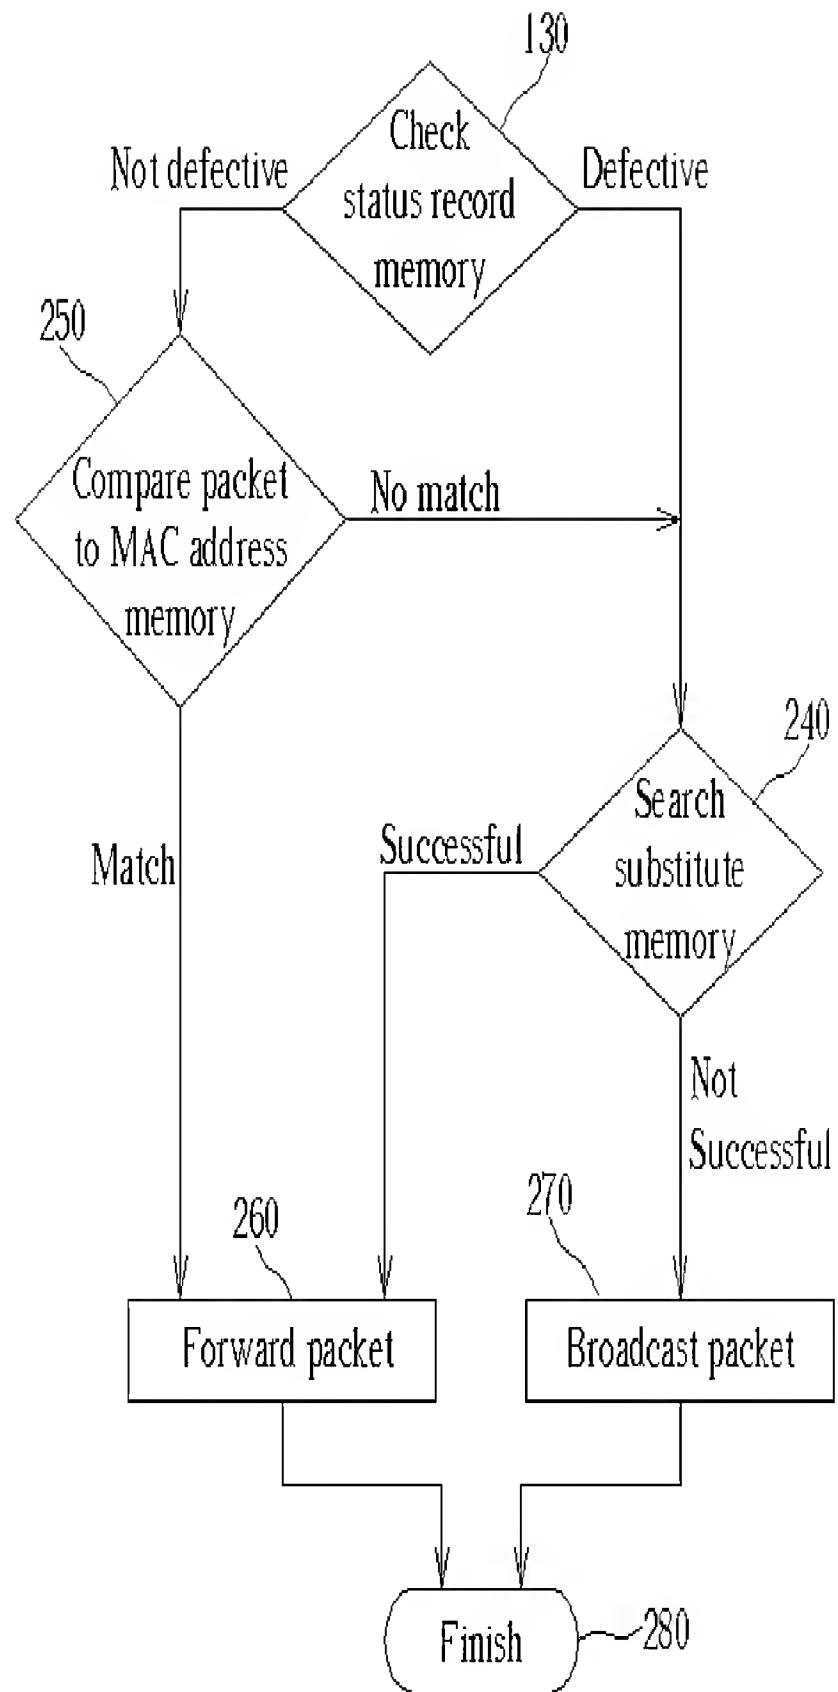 130
Check
status record
memory
Not defective
Defective
250
Compare packet
to MAC address
memory
No match
240
Search
substitute
memory
Match
Successful
Not
Successful
260
270
Forward packet
Broadcast packet
Finish
280